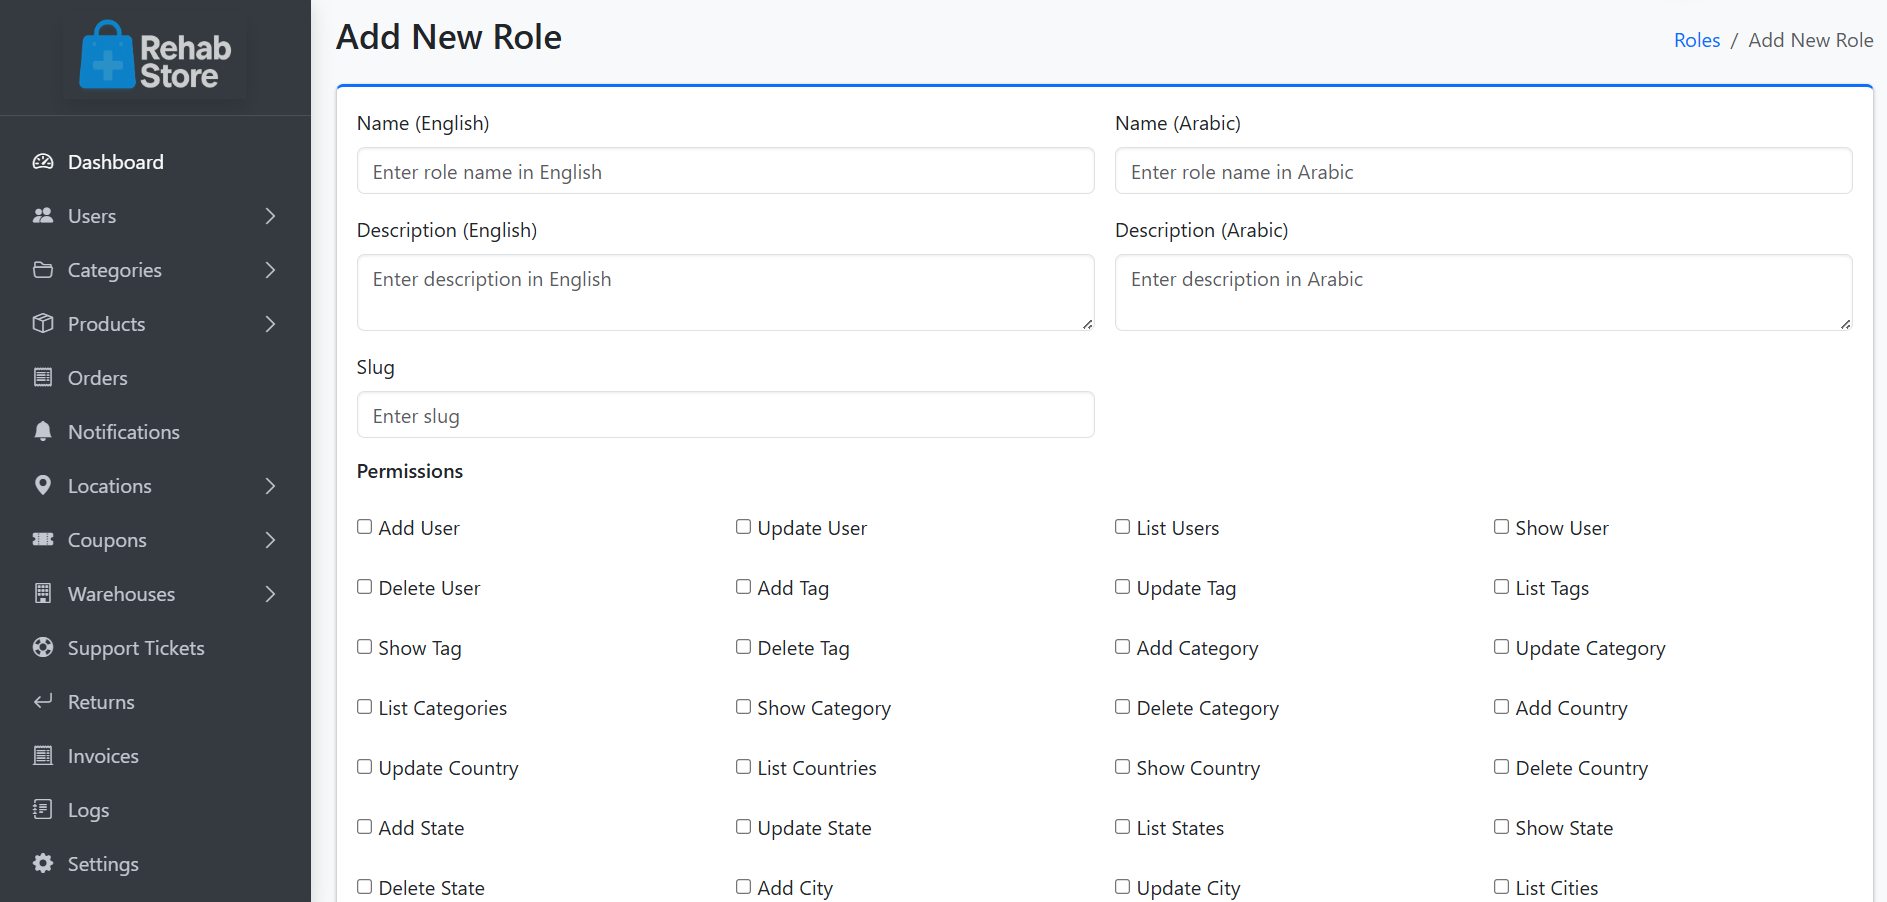 Rehab
Store
Dashboard
Users
Categories
Products
Orders
Notifications
Locations
Coupons
Warehouses
Support Tickets
Returns
Invoices
Logs
Settings
Add New Role
Roles / Add New Role
Name (English)
Enter role name in English
Name (Arabic)
Enter role name in Arabic
Description (English)
Enter description in English
Description (Arabic)
Enter description in Arabic
Slug
Enter slug
Permissions
Add User
Update User
List Users
Show User
Delete User
Add Tag
Update Tag
List Tags
Show Tag
Delete Tag
Add Category
Update Category
List Categories
Show Category
Delete Category
Add Country
Update Country
List Countries
Show Country
Delete Country
Add State
Update State
List States
Show State
Delete State
Add City
Update City
List Cities